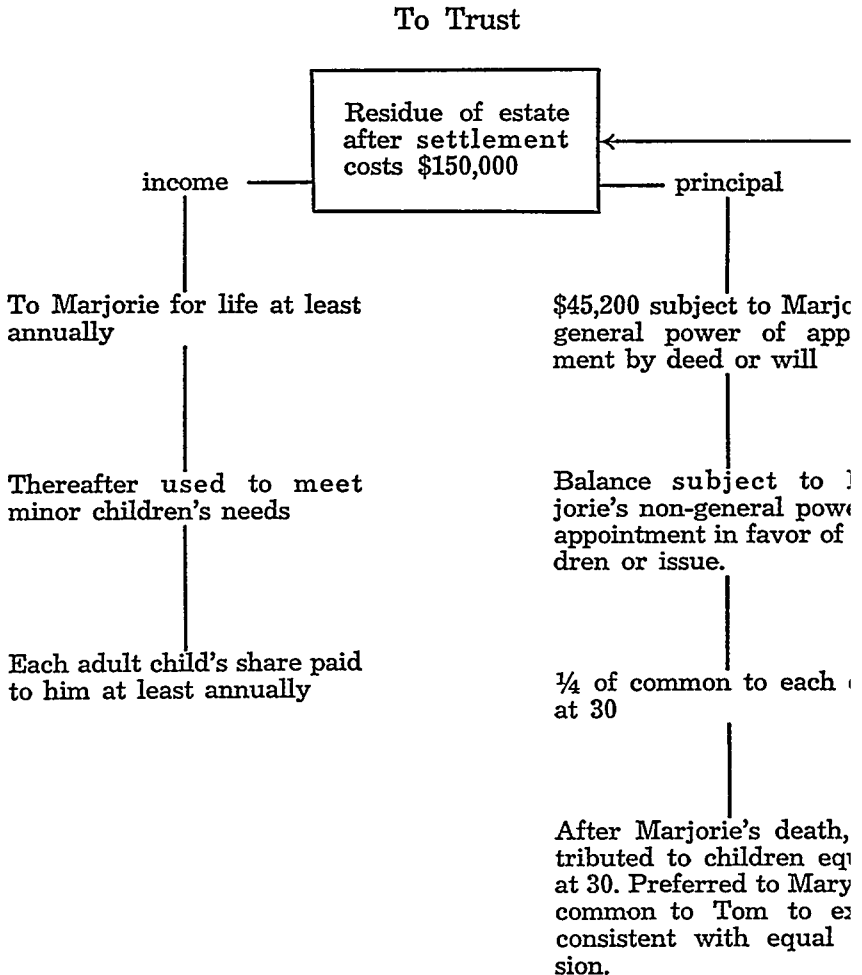 To Trust
Residue of estate
after settlement
costs $150,000
income
principal
To Marjorie for life at least
annually
Thereafter used to meet
minor children's needs
Each adult child's share paid
to him at least annually
$45,200 subject to
general power of
ment by deed or will
Balance subject to
jorie's non-general
appointment in favor of
dren or issue.
¼ of common to each
at 30
After Marjorie's death,
tributed to children
at 30. Preferred to Mary
common to Tom to
consistent with equal
sion.